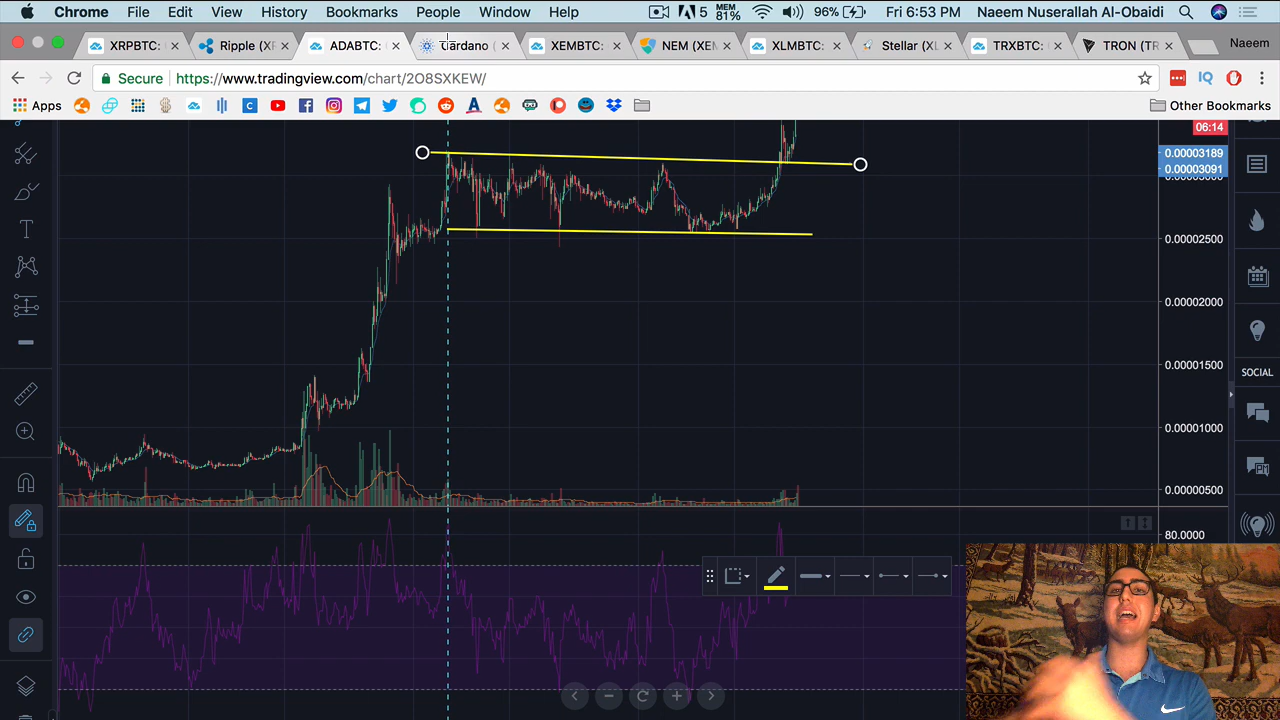 Chrome File Edit View History Bookmarks People Window Help 5 MEM 81% 96% Fri 6:53 PM Naeem Nuserallah Al-Obaidi
XRPBTC: Ripple (XR ADABTC: Cardano ( XEMBTC: NEM (XEM XLMBTC: Stellar (XL TRXBTC: TRON (TR Naeem
Secure https://www.tradingview.com/chart/2O8SXKEW/
Apps Other Bookmarks
06:14
0.00003189
0.00003091
0.00002500
0.00002000
0.00001500
SOCIAL
0.00001000
0.00000500
80.0000